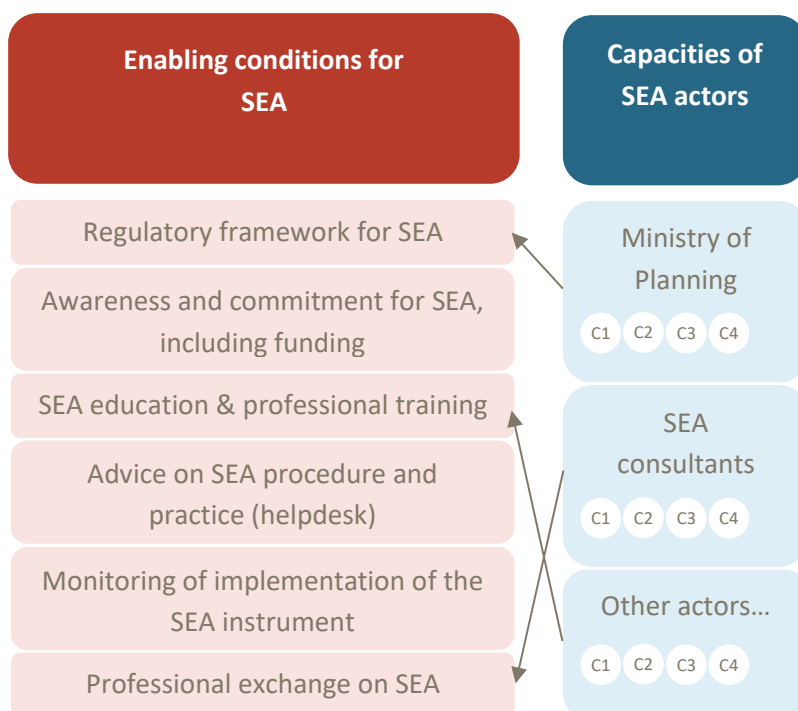 Enabling conditions for
SEA
Regulatory framework for SEA
Awareness and commitment for SEA,
including funding
SEA education & professional training
Advice on SEA procedure and
practice (helpdesk)
Monitoring of implementation of the
SEA instrument
Professional exchange on SEA
Capacities of
SEA actors
Ministry of
Planning
C1 C2 C3 C4
SEA
consultants
C1 C2 C3 C4
Other actors…
C1 C2 C3 C4